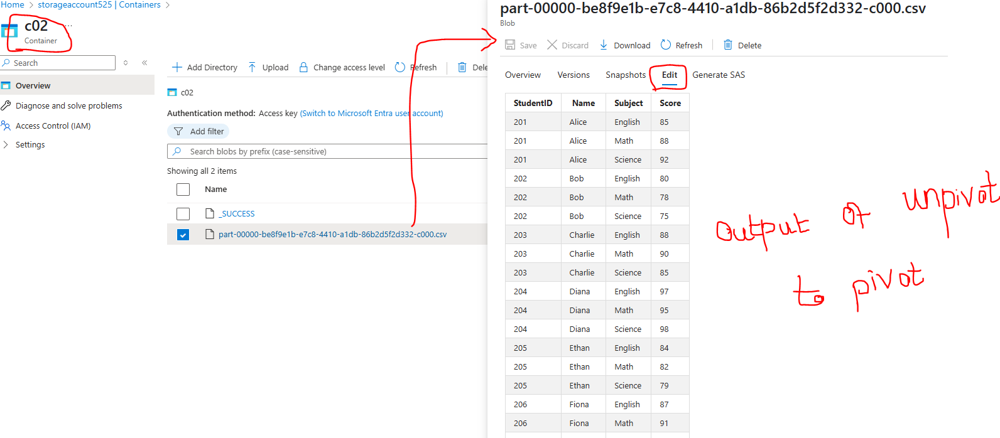 Home > storageaccount525 | Containers >
c02 ...
Container
Search
Overview
Diagnose and solve problems
Access Control (IAM)
Settings
Add Directory Upload Change access level Refresh Dele
c02
Authentication method: Access key (Switch to Microsoft Entra user account)
Add filter
Search blobs by prefix (case-sensitive)
Showing all 2 items
Name
_SUCCESS
part-00000-be8f9e1b-e7c8-4410-a1db-86b2d5f2d332-c000.csv
part-00000-be8f9e1b-e7c8-4410-a1db-86b2d5f2d332-c000.csv
Blob
Save Discard Download Refresh Delete
Overview Versions Snapshots Edit Generate SAS
StudentID Name Subject Score
201 Alice English 85
201 Alice Math 88
201 Alice Science 92
202 Bob English 80
202 Bob Math 78
202 Bob Science 75
203 Charlie English 88
203 Charlie Math 90
203 Charlie Science 85
204 Diana English 97
204 Diana Math 95
204 Diana Science 98
205 Ethan English 84
205 Ethan Math 82
205 Ethan Science 79
206 Fiona English 87
206 Fiona Math 91
output of unpivot
to pivot